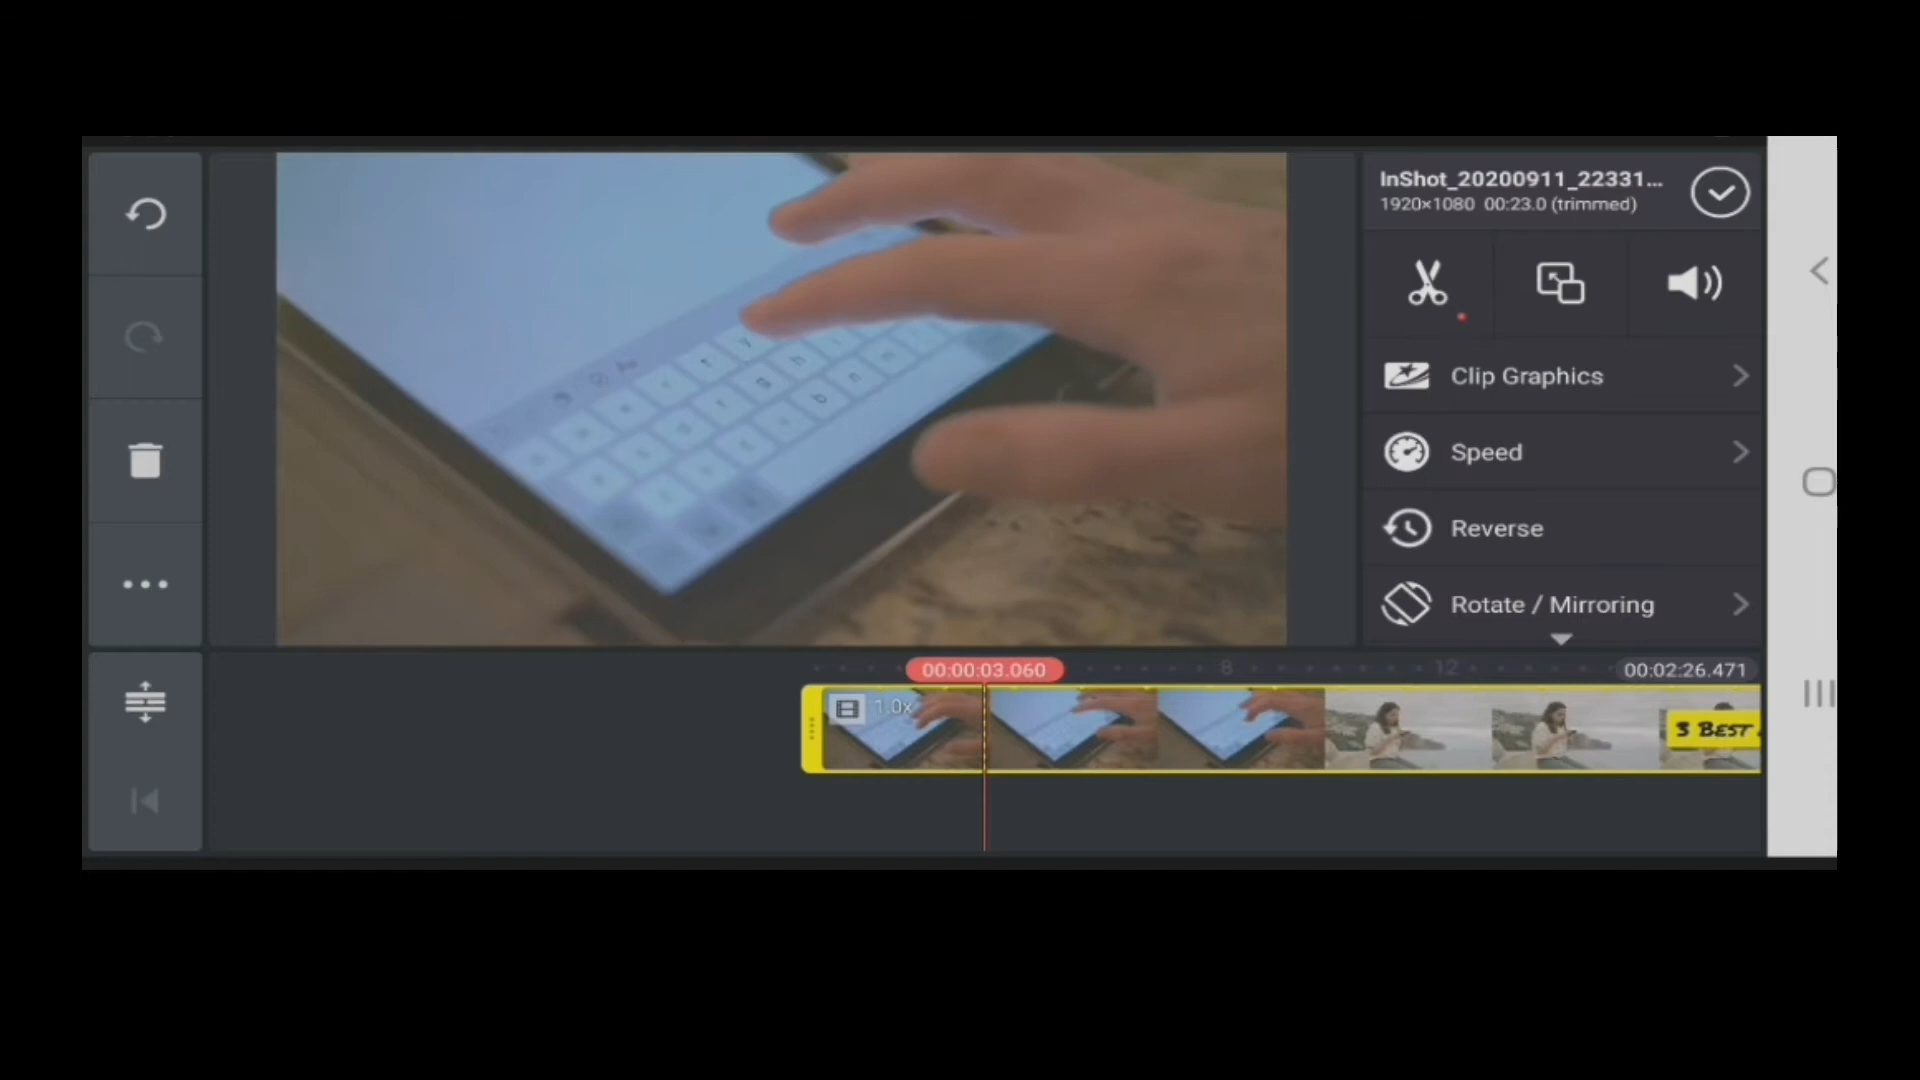 InShot_20200911_22331...
1920×1080 00:23.0 (trimmed)
Clip Graphics
Speed
Reverse
Rotate / Mirroring
00:00:03.060
8
12
00:02:26.471
1.0x
3 BEST